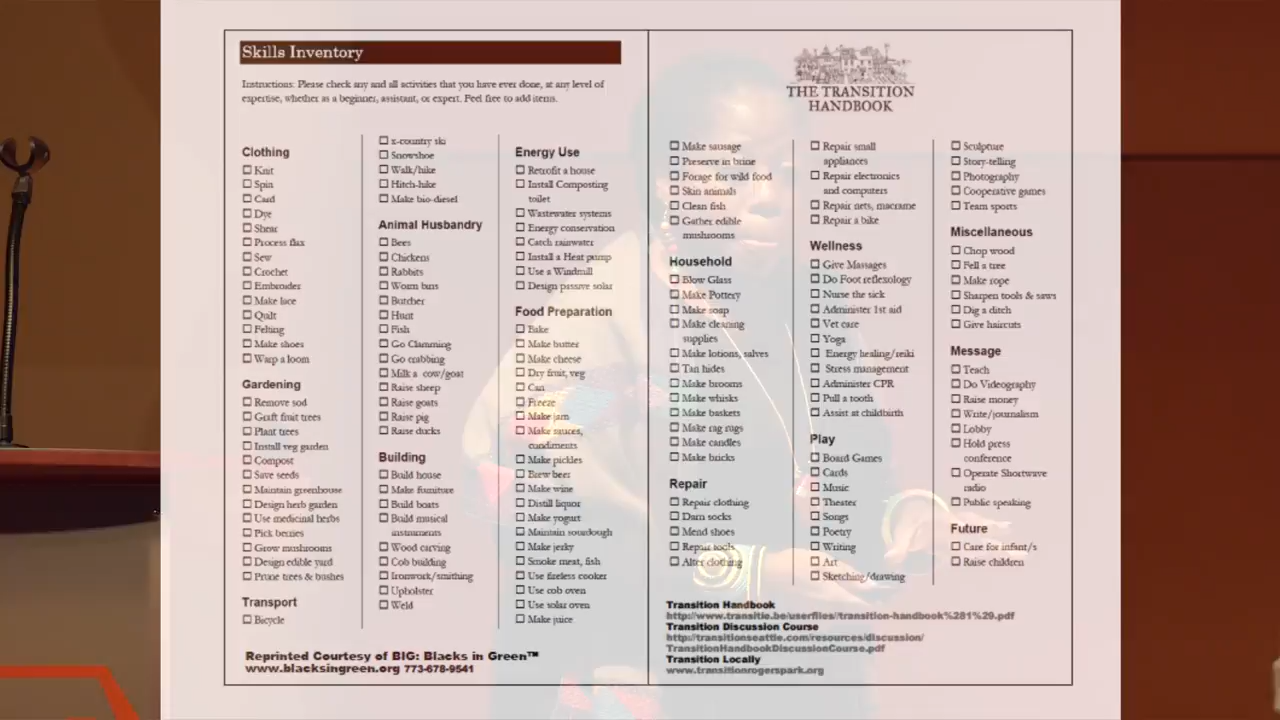 Skills Inventory
Instructions: Please check any and all activities that you have ever done, at any level of
expertise, whether as a beginner, assistant, or expert. Feel free to add items.
Clothing
Knit
Spin
Card
Dye
Shear
Process flax
Sew
Crochet
Embroider
Make lace
Quilt
Felting
Make shoes
Warp a loom
Gardening
Remove sod
Graft fruit trees
Plant trees
Install veg garden
Compost
Save seeds
Maintain greenhouse
Design herb garden
Use medicinal herbs
Pick berries
Grow mushrooms
Design edible yard
Prune trees & bushes
Transport
Bicycle
x-country ski
Snowshoe
Walk/hike
Hitch-hike
Make bio-diesel
Animal Husbandry
Bees
Chickens
Rabbits
Worm bins
Butcher
Hunt
Fish
Go Clamming
Go crabbing
Milk a cow/goat
Raise sheep
Raise goats
Raise pig
Raise ducks
Building
Build house
Make furniture
Build boats
Build musical
instruments
Wood carving
Cob building
Ironwork/smithing
Upholster
Weld
Energy Use
Retrofit a house
Install Composting
toilet
Wastewater systems
Energy conservation
Catch rainwater
Install a Heat pump
Use a Windmill
Design passive solar
Food Preparation
Bake
Make butter
Make cheese
Dry fruit, veg
Can
Freeze
Make jam
Make sauces,
condiments
Make pickles
Brew beer
Make wine
Distill liquor
Make yogurt
Maintain sourdough
Make jerky
Smoke meat, fish
Use fireless cooker
Use cob oven
Use solar oven
Make juice
Reprinted Courtesy of BIG: Blacks in Green™
www.blacksingreen.org 773-678-9541
THE TRANSITION
HANDBOOK
Make sausage
Preserve in brine
Forage for wild food
Skin animals
Clean fish
Gather edible
mushrooms
Household
Blow Glass
Make Pottery
Make soap
Make cleaning
supplies
Make lotions, salves
Tan hides
Make brooms
Make whisks
Make baskets
Make rag rugs
Make candles
Make bricks
Repair
Repair clothing
Darn socks
Mend shoes
Repair tools
Alter clothing
Repair small
appliances
Repair electronics
and computers
Repair nets, macrame
Repair a bike
Wellness
Give Massages
Do Foot reflexology
Nurse the sick
Administer 1st aid
Vet care
Yoga
Energy healing/reiki
Stress management
Administer CPR
Pull a tooth
Assist at childbirth
Play
Board Games
Cards
Music
Theater
Songs
Poetry
Writing
Art
Sketching/drawing
Sculpture
Story-telling
Photography
Cooperative games
Team sports
Miscellaneous
Chop wood
Fell a tree
Make rope
Sharpen tools & saws
Dig a ditch
Give haircuts
Message
Teach
Do Videography
Raise money
Write/journalism
Lobby
Hold press
conference
Operate Shortwave
radio
Public speaking
Future
Care for infant/s
Raise children
Transition Handbook
http://www.transitie.be/userfiles//transition-handbook%281%29.pdf
Transition Discussion Course
http://transitionseattle.com/resources/discussion/
TransitionHandbookDiscussionCourse.pdf
Transition Locally
www.transitionrogerspark.org